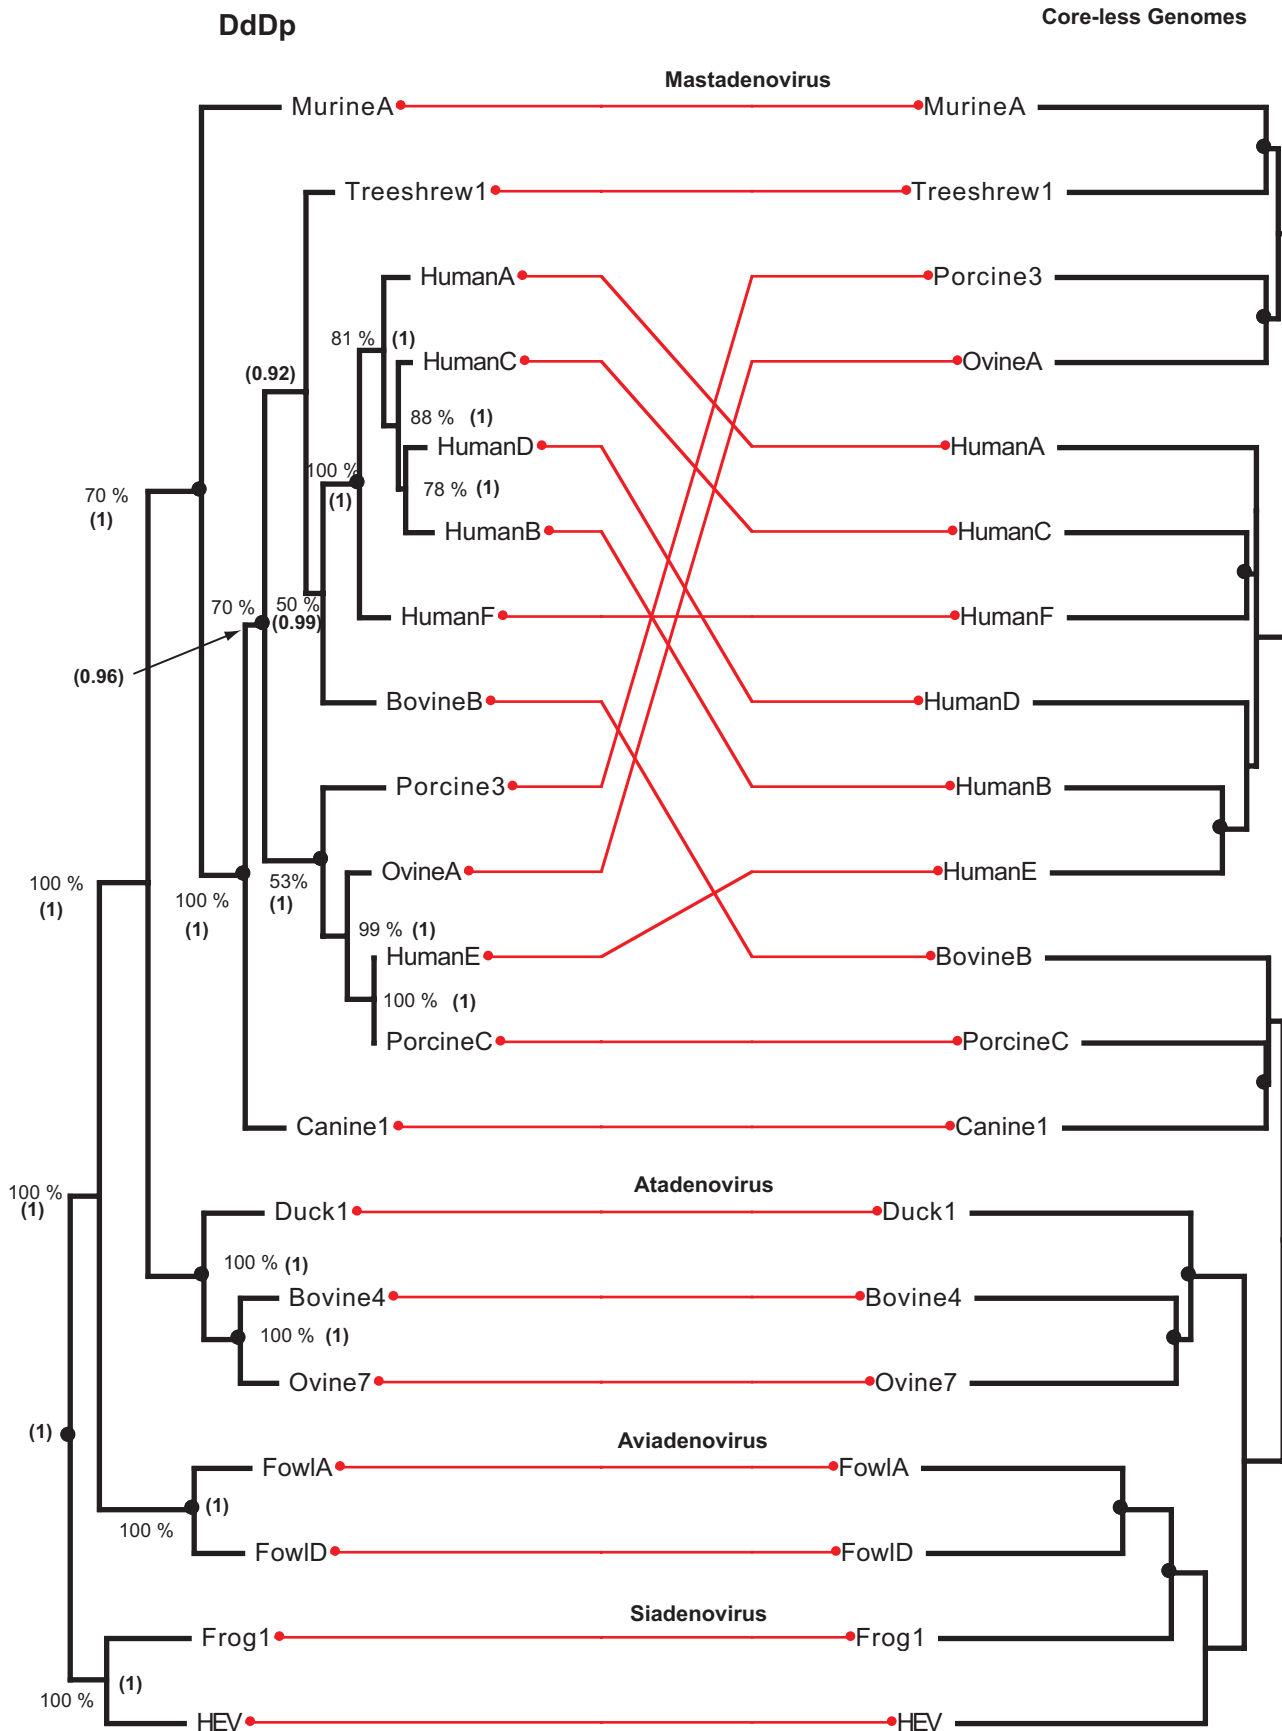 DdDp
Core-less Genomes
Mastadenovirus
MurineA MurineA
Treeshrew1 Treeshrew1
HumanA Porcine3
81 % (1)
HumanC OvineA
(0.92)
88 % (1)
HumanD HumanA
100 %
78 % (1)
70 %
(1)
(1)
HumanB HumanC
70 % 50 %
HumanF HumanF
(0.99)
(0.96)
BovineB HumanD
Porcine3 HumanB
OvineA HumanE
100 %
53%
100 %
(1)
(1)
(1)
99 % (1)
HumanE BovineB
100 % (1)
PorcineC PorcineC
Canine1 Canine1
Atadenovirus
100 %
(1)
Duck1 Duck1
100 % (1)
Bovine4 Bovine4
100 % (1)
Ovine7 Ovine7
(1)
Aviadenovirus
FowlA FowlA
(1)
100 %
FowlD FowlD
Siadenovirus
Frog1 Frog1
(1)
100 %
HEV HEV